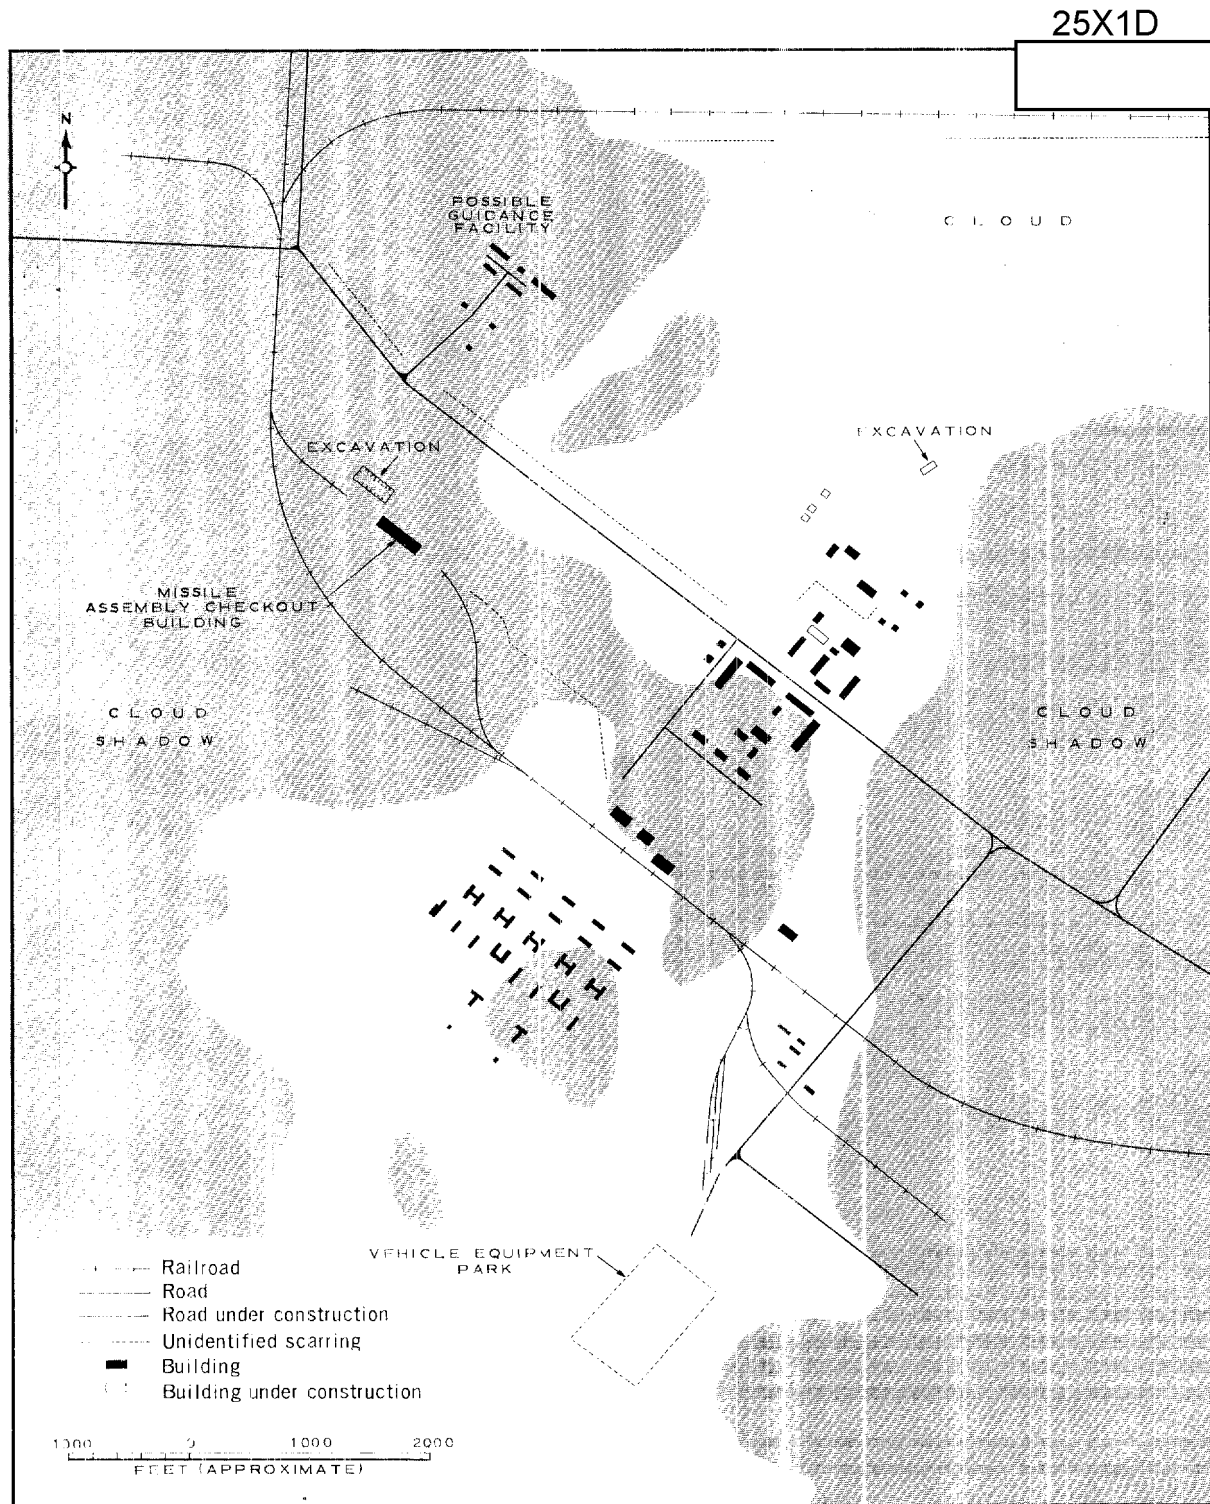 25X1D
N
POSSIBLE
GUIDANCE
FACILITY
CLOUD
EXCAVATION
EXCAVATION
MISSILE
ASSEMBLY CHECKOUT
BUILDING
CLOUD
SHADOW
CLOUD
SHADOW
VEHICLE EQUIPMENT
PARK
Railroad
Road
Road under construction
Unidentified scarring
Building
Building under construction
1000 0 1000 2000
FEET (APPROXIMATE)